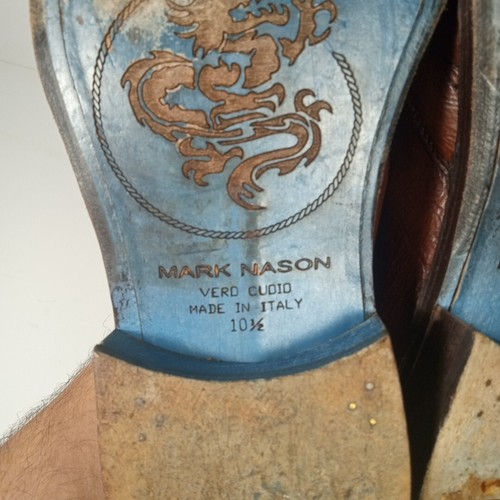 MARK NASON
VERO CUOIO
MADE IN ITALY
10½